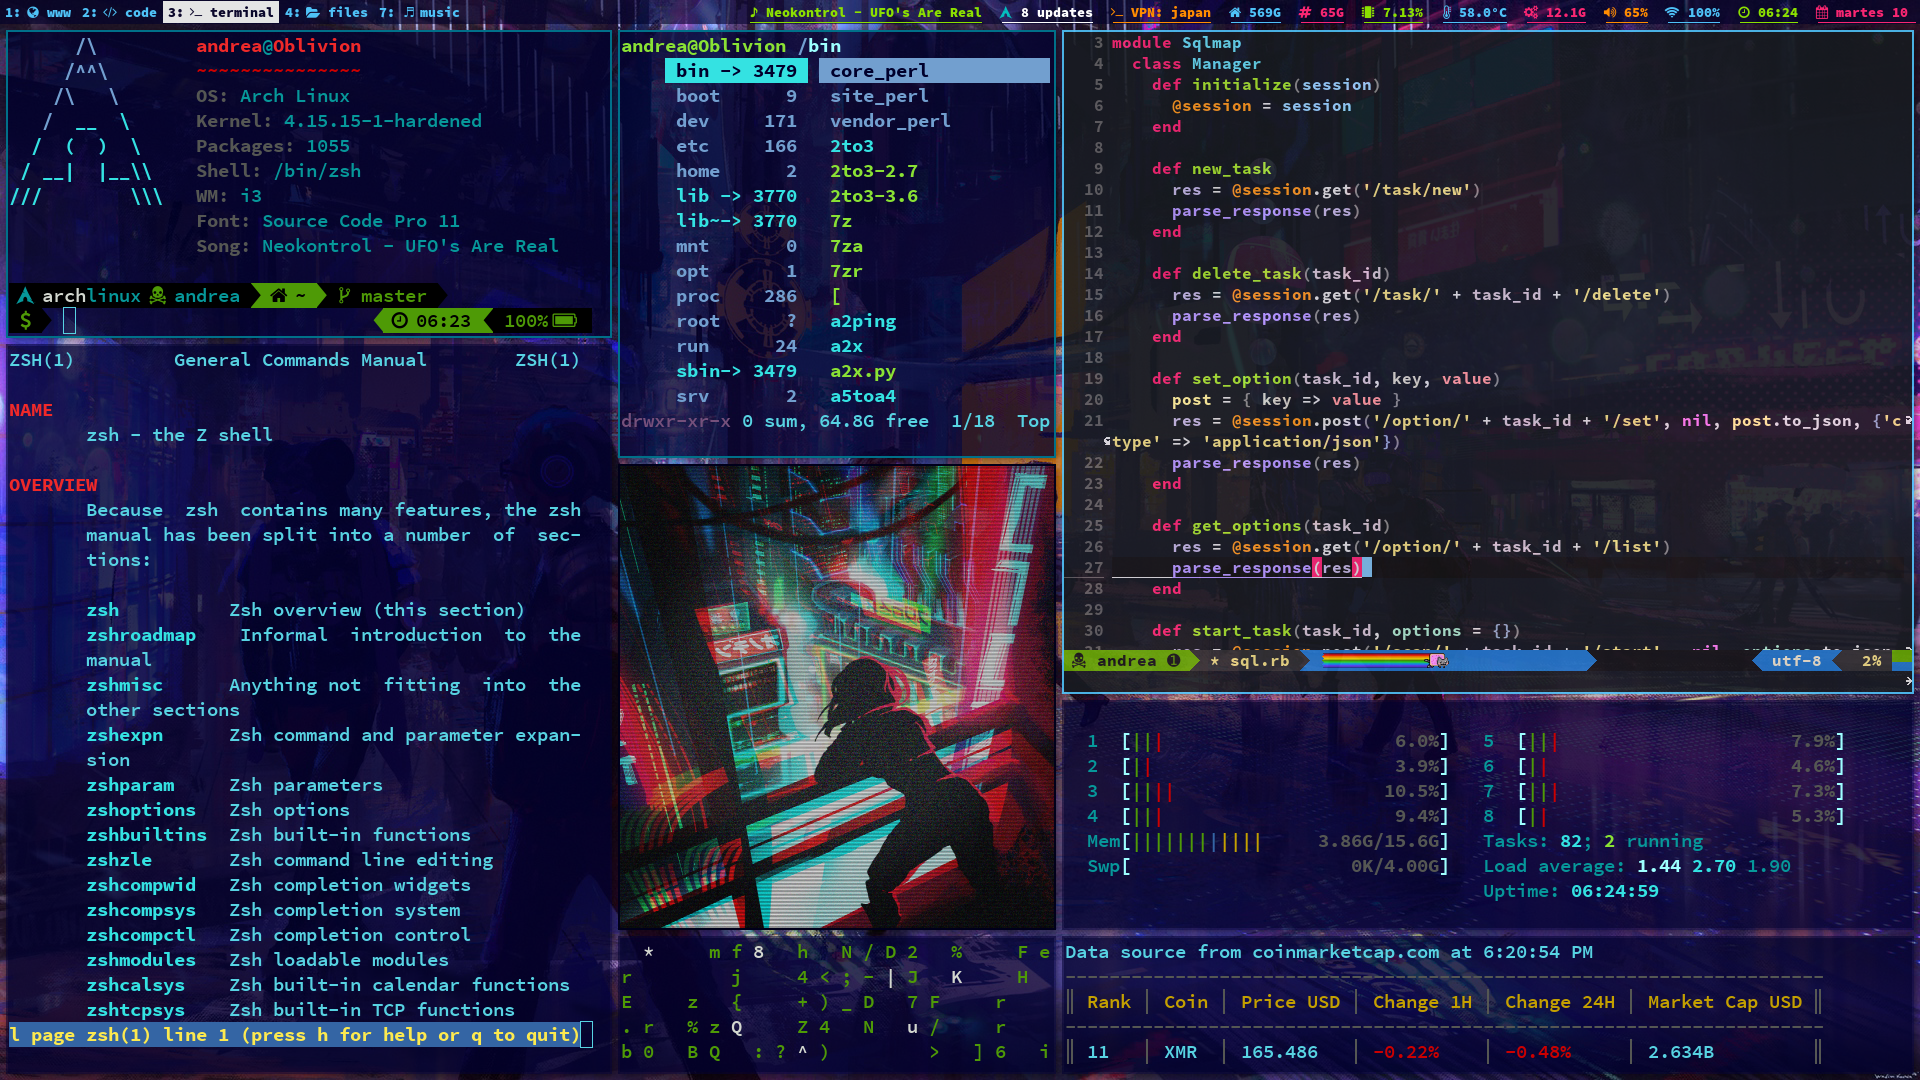 1: www 2: </> code 3: >_ terminal 4: files 7: music
Neokontrol - UFO's Are Real 8 updates >_ VPN: japan 569G # 65G 7.13% 58.0°C 12.1G 65% 100% 06:24 martes 10
/\
/^^\
/\ \
/ __ \
/ ( ) \
/ __| |__\\
/// \\\
andrea@Oblivion
~~~~~~~~~~~~~~~
OS: Arch Linux
Kernel: 4.15.15-1-hardened
Packages: 1055
Shell: /bin/zsh
WM: i3
Font: Source Code Pro 11
Song: Neokontrol - UFO's Are Real
archlinux andrea ~ master
$ 06:23 100%
ZSH(1) General Commands Manual ZSH(1)
NAME
zsh - the Z shell
OVERVIEW
Because zsh contains many features, the zsh
manual has been split into a number of sec-
tions:
zsh Zsh overview (this section)
zshroadmap Informal introduction to the
manual
zshmisc Anything not fitting into the
other sections
zshexpn Zsh command and parameter expan-
sion
zshparam Zsh parameters
zshoptions Zsh options
zshbuiltins Zsh built-in functions
zshzle Zsh command line editing
zshcompwid Zsh completion widgets
zshcompsys Zsh completion system
zshcompctl Zsh completion control
zshmodules Zsh loadable modules
zshcalsys Zsh built-in calendar functions
zshtcpsys Zsh built-in TCP functions
l page zsh(1) line 1 (press h for help or q to quit)
andrea@Oblivion /bin
bin -> 3479 core_perl
boot 9 site_perl
dev 171 vendor_perl
etc 166 2to3
home 2 2to3-2.7
lib -> 3770 2to3-3.6
lib~-> 3770 7z
mnt 0 7za
opt 1 7zr
proc 286 [
root ? a2ping
run 24 a2x
sbin-> 3479 a2x.py
srv 2 a5toa4
drwxr-xr-x 0 sum, 64.8G free 1/18 Top
* m f 8 h N / D 2 % F e
r j 4 < ; - | J K H
E z { + ) _ D 7 F r
. r % z Q Z 4 N u / r
b 0 B Q : ? ^ ) > ] 6 i
3 module Sqlmap
4 class Manager
5 def initialize(session)
6 @session = session
7 end
8
9 def new_task
10 res = @session.get('/task/new')
11 parse_response(res)
12 end
13
14 def delete_task(task_id)
15 res = @session.get('/task/' + task_id + '/delete')
16 parse_response(res)
17 end
18
19 def set_option(task_id, key, value)
20 post = { key => value }
21 res = @session.post('/option/' + task_id + '/set', nil, post.to_json, {'c
type' => 'application/json'})
22 parse_response(res)
23 end
24
25 def get_options(task_id)
26 res = @session.get('/option/' + task_id + '/list')
27 parse_response(res)
28 end
29
30 def start_task(task_id, options = {})
andrea 1 * sql.rb utf-8 2%
1 [||| 6.0%] 5 [||| 7.9%]
2 [|| 3.9%] 6 [|| 4.6%]
3 [|||| 10.5%] 7 [||| 7.3%]
4 [||| 9.4%] 8 [|| 5.3%]
Mem[|||||||||||| 3.86G/15.6G] Tasks: 82; 2 running
Swp[ 0K/4.00G] Load average: 1.44 2.70 1.90
Uptime: 06:24:59
Data source from coinmarketcap.com at 6:20:54 PM
Rank | Coin | Price USD | Change 1H | Change 24H | Market Cap USD
11 | XMR | 165.486 | -0.22% | -0.48% | 2.634B